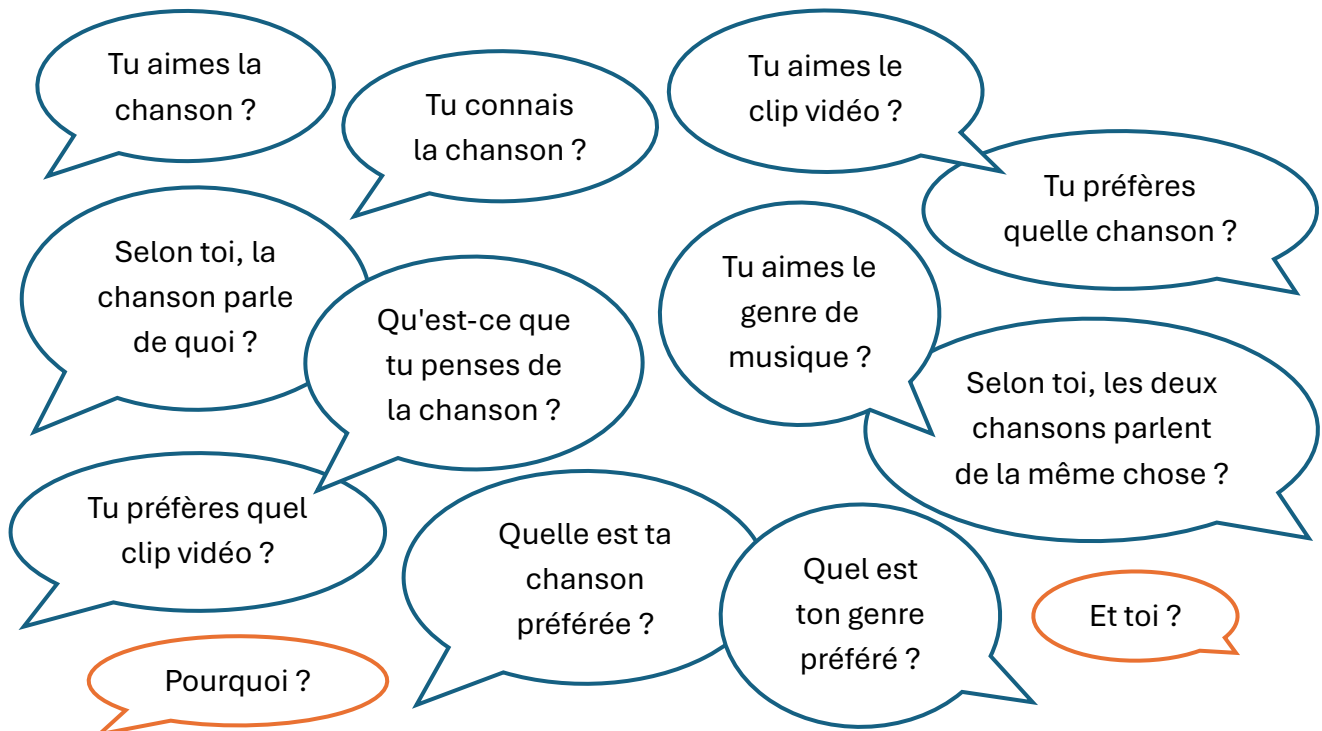 Tu aimes la
chanson ?
Tu connais
la chanson ?
Tu aimes le
clip vidéo ?
Tu préfères
quelle chanson ?
Selon toi, la
chanson parle
de quoi ?
Qu'est-ce que
tu penses de
la chanson ?
Tu aimes le
genre de
musique ?
Selon toi, les deux
chansons parlent
de la même chose ?
Tu préfères quel
clip vidéo ?
Quelle est ta
chanson
préférée ?
Quel est
ton genre
préféré ?
Et toi ?
Pourquoi ?